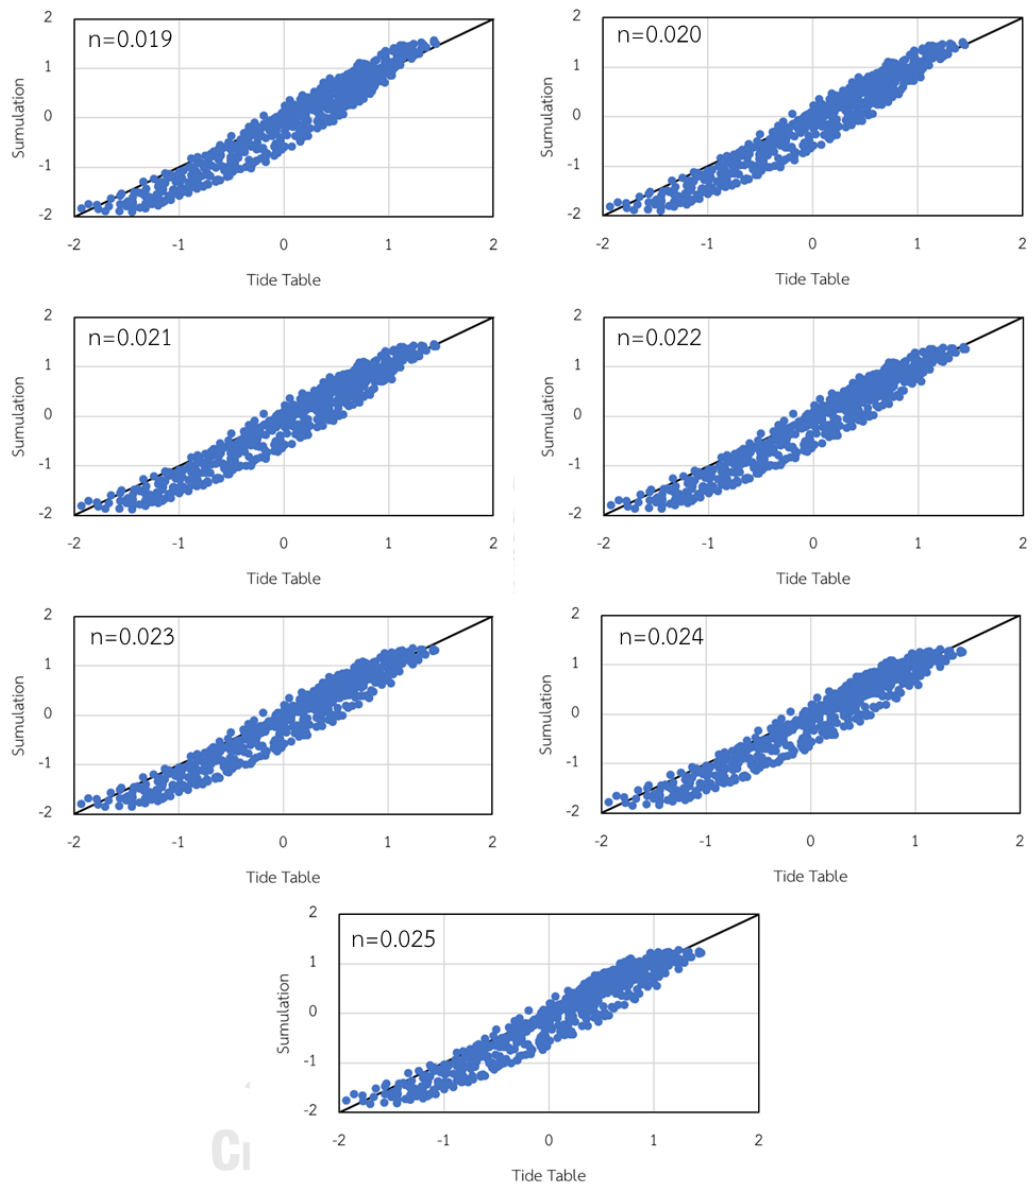 n=0.019
2
1
0
-1
-2
Sumulation
-2 -1 0 1 2
Tide Table
n=0.020
2
1
0
-1
-2
Sumulation
-2 -1 0 1 2
Tide Table
n=0.021
2
1
0
-1
-2
Sumulation
-2 -1 0 1 2
Tide Table
n=0.022
2
1
0
-1
-2
Sumulation
-2 -1 0 1 2
Tide Table
n=0.023
2
1
0
-1
-2
Sumulation
-2 -1 0 1 2
Tide Table
n=0.024
2
1
0
-1
-2
Sumulation
-2 -1 0 1 2
Tide Table
n=0.025
2
1
0
-1
-2
Sumulation
-2 -1 0 1 2
Tide Table